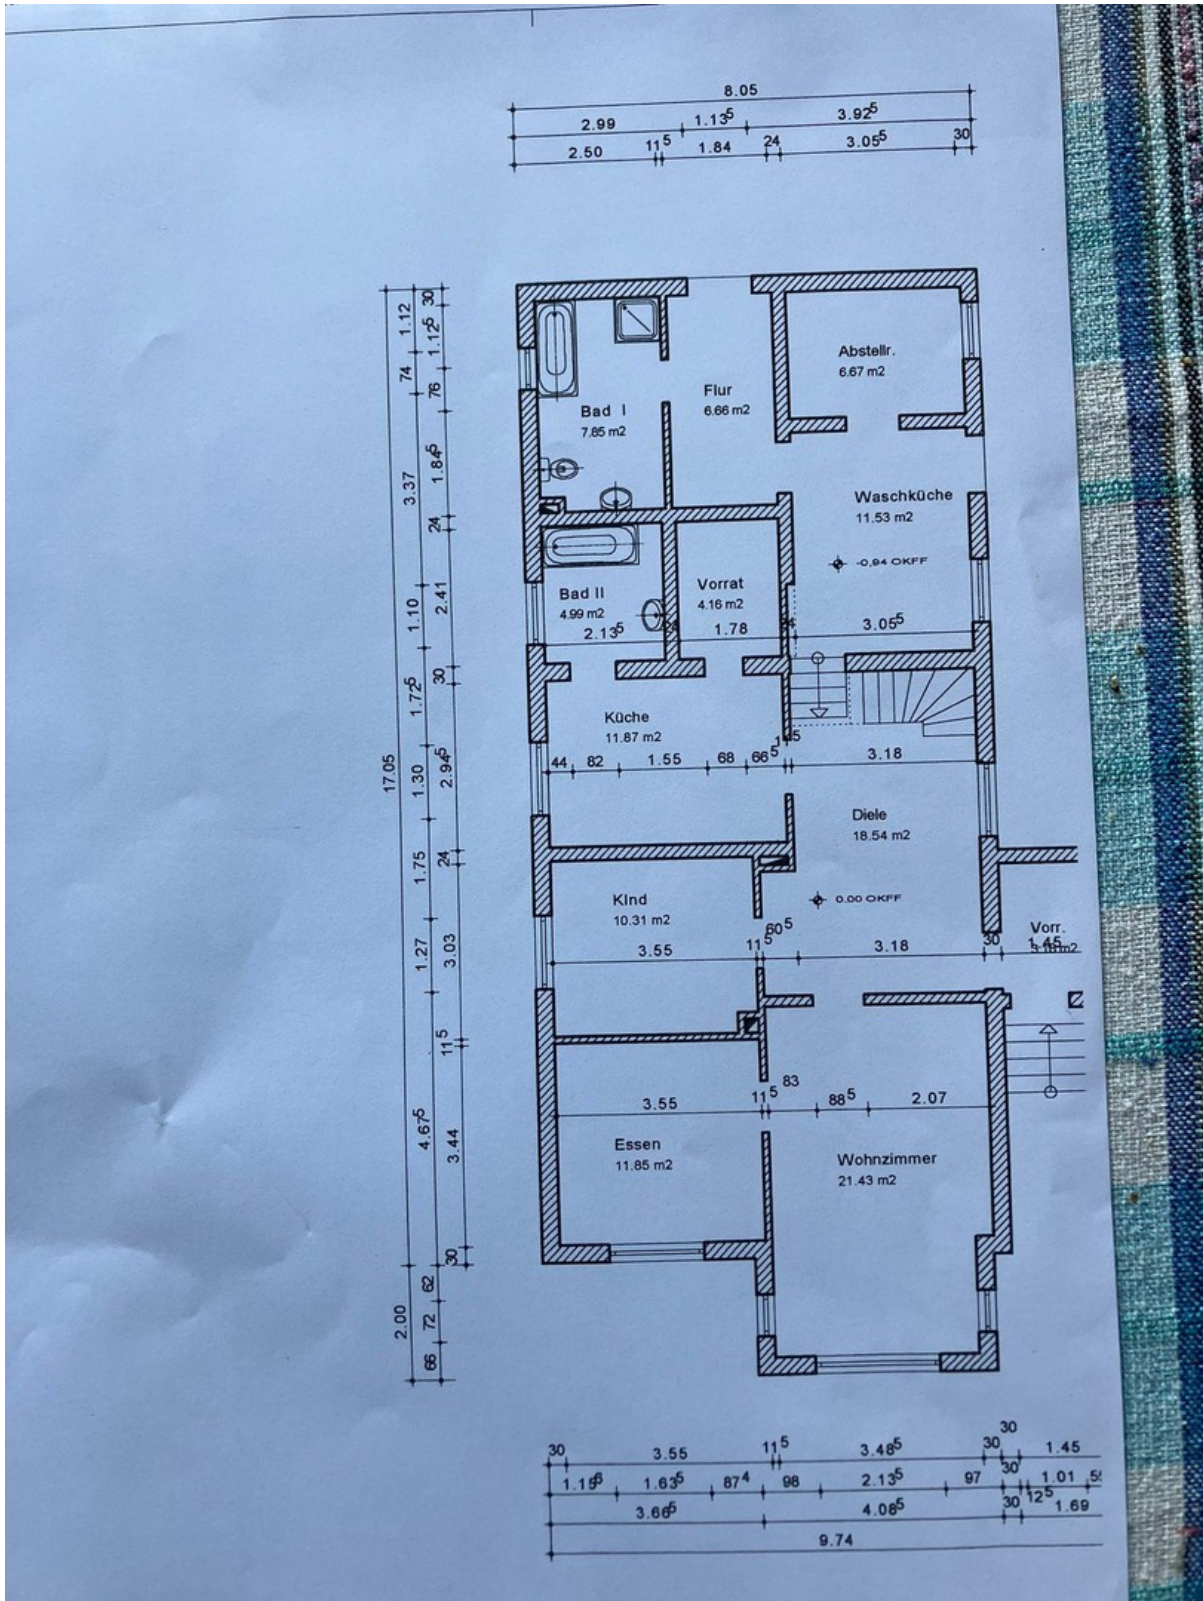 8.05
2.99 1.13⁵ 3.92⁵
2.50 11⁵ 1.84 24 3.05⁵ 30
30
1.12 1.12⁵
74 76
3.37 1.84⁵
24
1.10 2.41
30
1.72⁵
17.05
1.30 2.94⁵
1.75 24
1.27 3.03
11⁵
4.67⁵ 3.44
30
2.00 62
72
66
Abstellr.
6.67 m2
Flur
6.66 m2
Bad I
7.85 m2
Waschküche
11.53 m2
-0,94 OKFF
Bad II
4.99 m2
Vorrat
4.16 m2
2.13⁵ 24 1.78 24 3.05⁵
Küche
11.87 m2
44 82 1.55 68 66⁵ 3.18
Diele
18.54 m2
Kind
10.31 m2
0.00 OKFF
3.55 11⁵ 60⁵ 3.18 30 1.45
Vorr.
3.55 11⁵ 83 88⁵ 2.07
Essen
11.85 m2
Wohnzimmer
21.43 m2
30 3.55 11⁵ 3.48⁵ 30 30 1.45
1.63⁵ 87⁴ 98 2.13⁵ 97 30 12⁵ 1.01
3.66⁵ 4.08⁵ 30 1.69
9.74